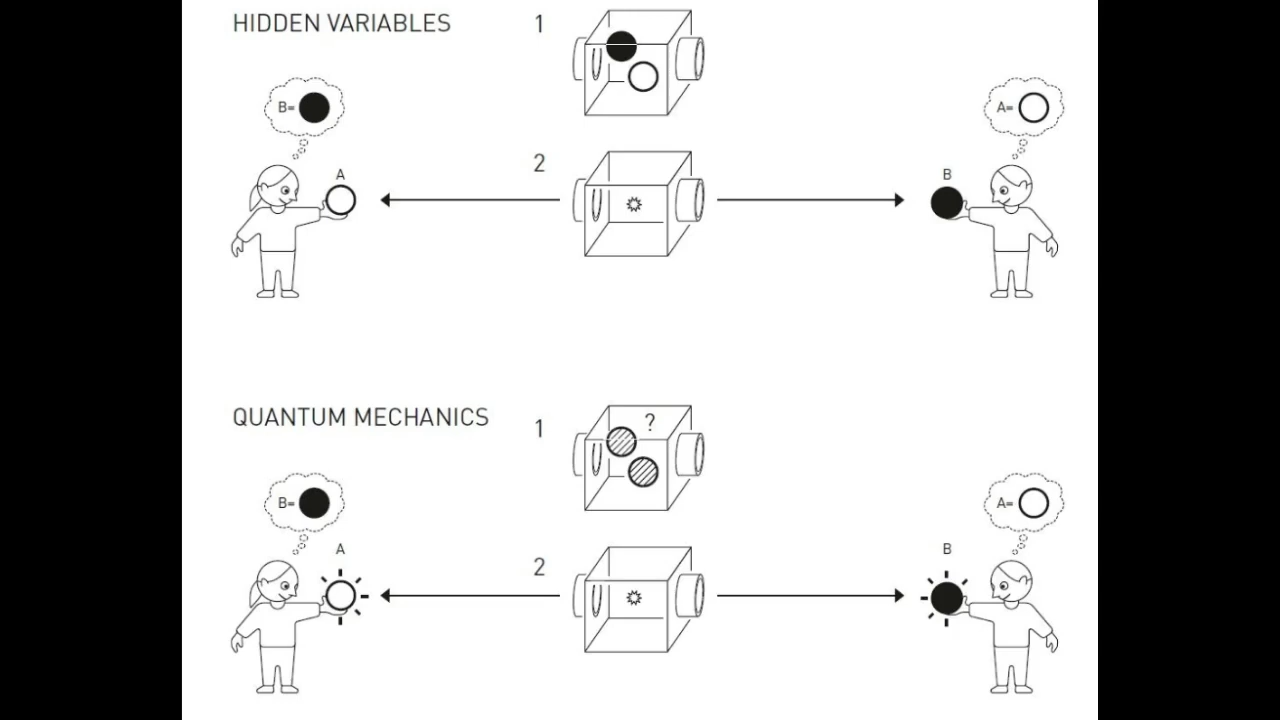 HIDDEN VARIABLES
1
B=
A=
2
A
B
QUANTUM MECHANICS
1
?
B=
A=
2
A
B